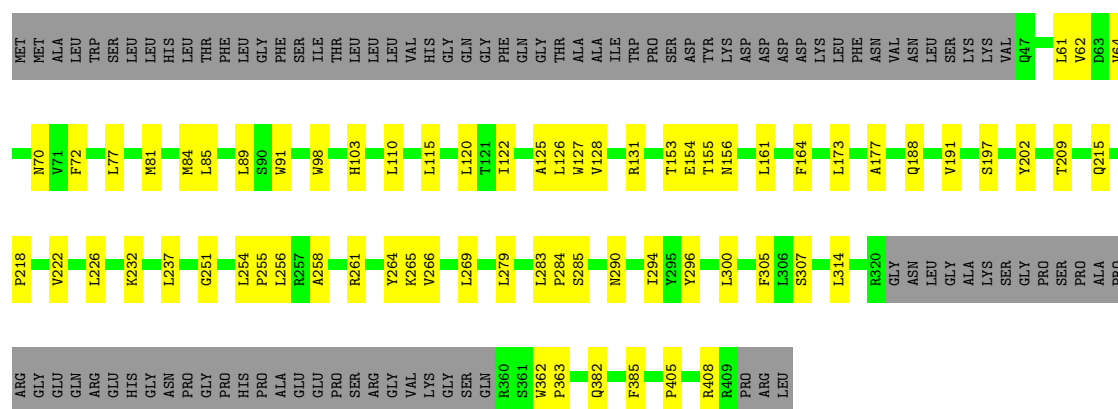 MET MET ALA LEU TRP SER LEU LEU HIS LEU THR PHE LEU GLY PHE SER ILE THR LEU LEU LEU VAL HIS GLY GLN GLY PHE GLN GLY THR ALA ALA ILE TRP PRO SER ASP TYR LYS ASP ASP ASP ASP LYS LEU PHE ASN VAL ASN LEU SER LYS LYS VAL Q47 L61 V62 D63 V64
N70 V71 F72 L77 M81 M84 L85 L89 S90 W91 W98 H103 L110 L115 L120 T121 I122 A125 L126 W127 V128 R131 T153 E154 T155 N156 L161 F164 L173 A177 Q188 V191 S197 Y202 T209 Q215
P218 V222 L226 K232 L237 G251 L254 P255 L256 R257 A258 R261 Y264 K265 V266 L269 L279 L283 P284 S285 N290 I294 Y295 Y296 L300 F305 L306 S307 L314 R320 GLY ASN LEU GLY ALA LYS SER GLY PRO SER PRO ALA PRO
ARG GLY GLU GLN ARG GLU HIS GLY ASN PRO GLY PRO HIS PRO ALA GLU GLU PRO SER ARG GLY VAL LYS GLY SER GLN R360 S361 W362 P363 Q382 F385 P405 R408 R409 PRO ARG LEU